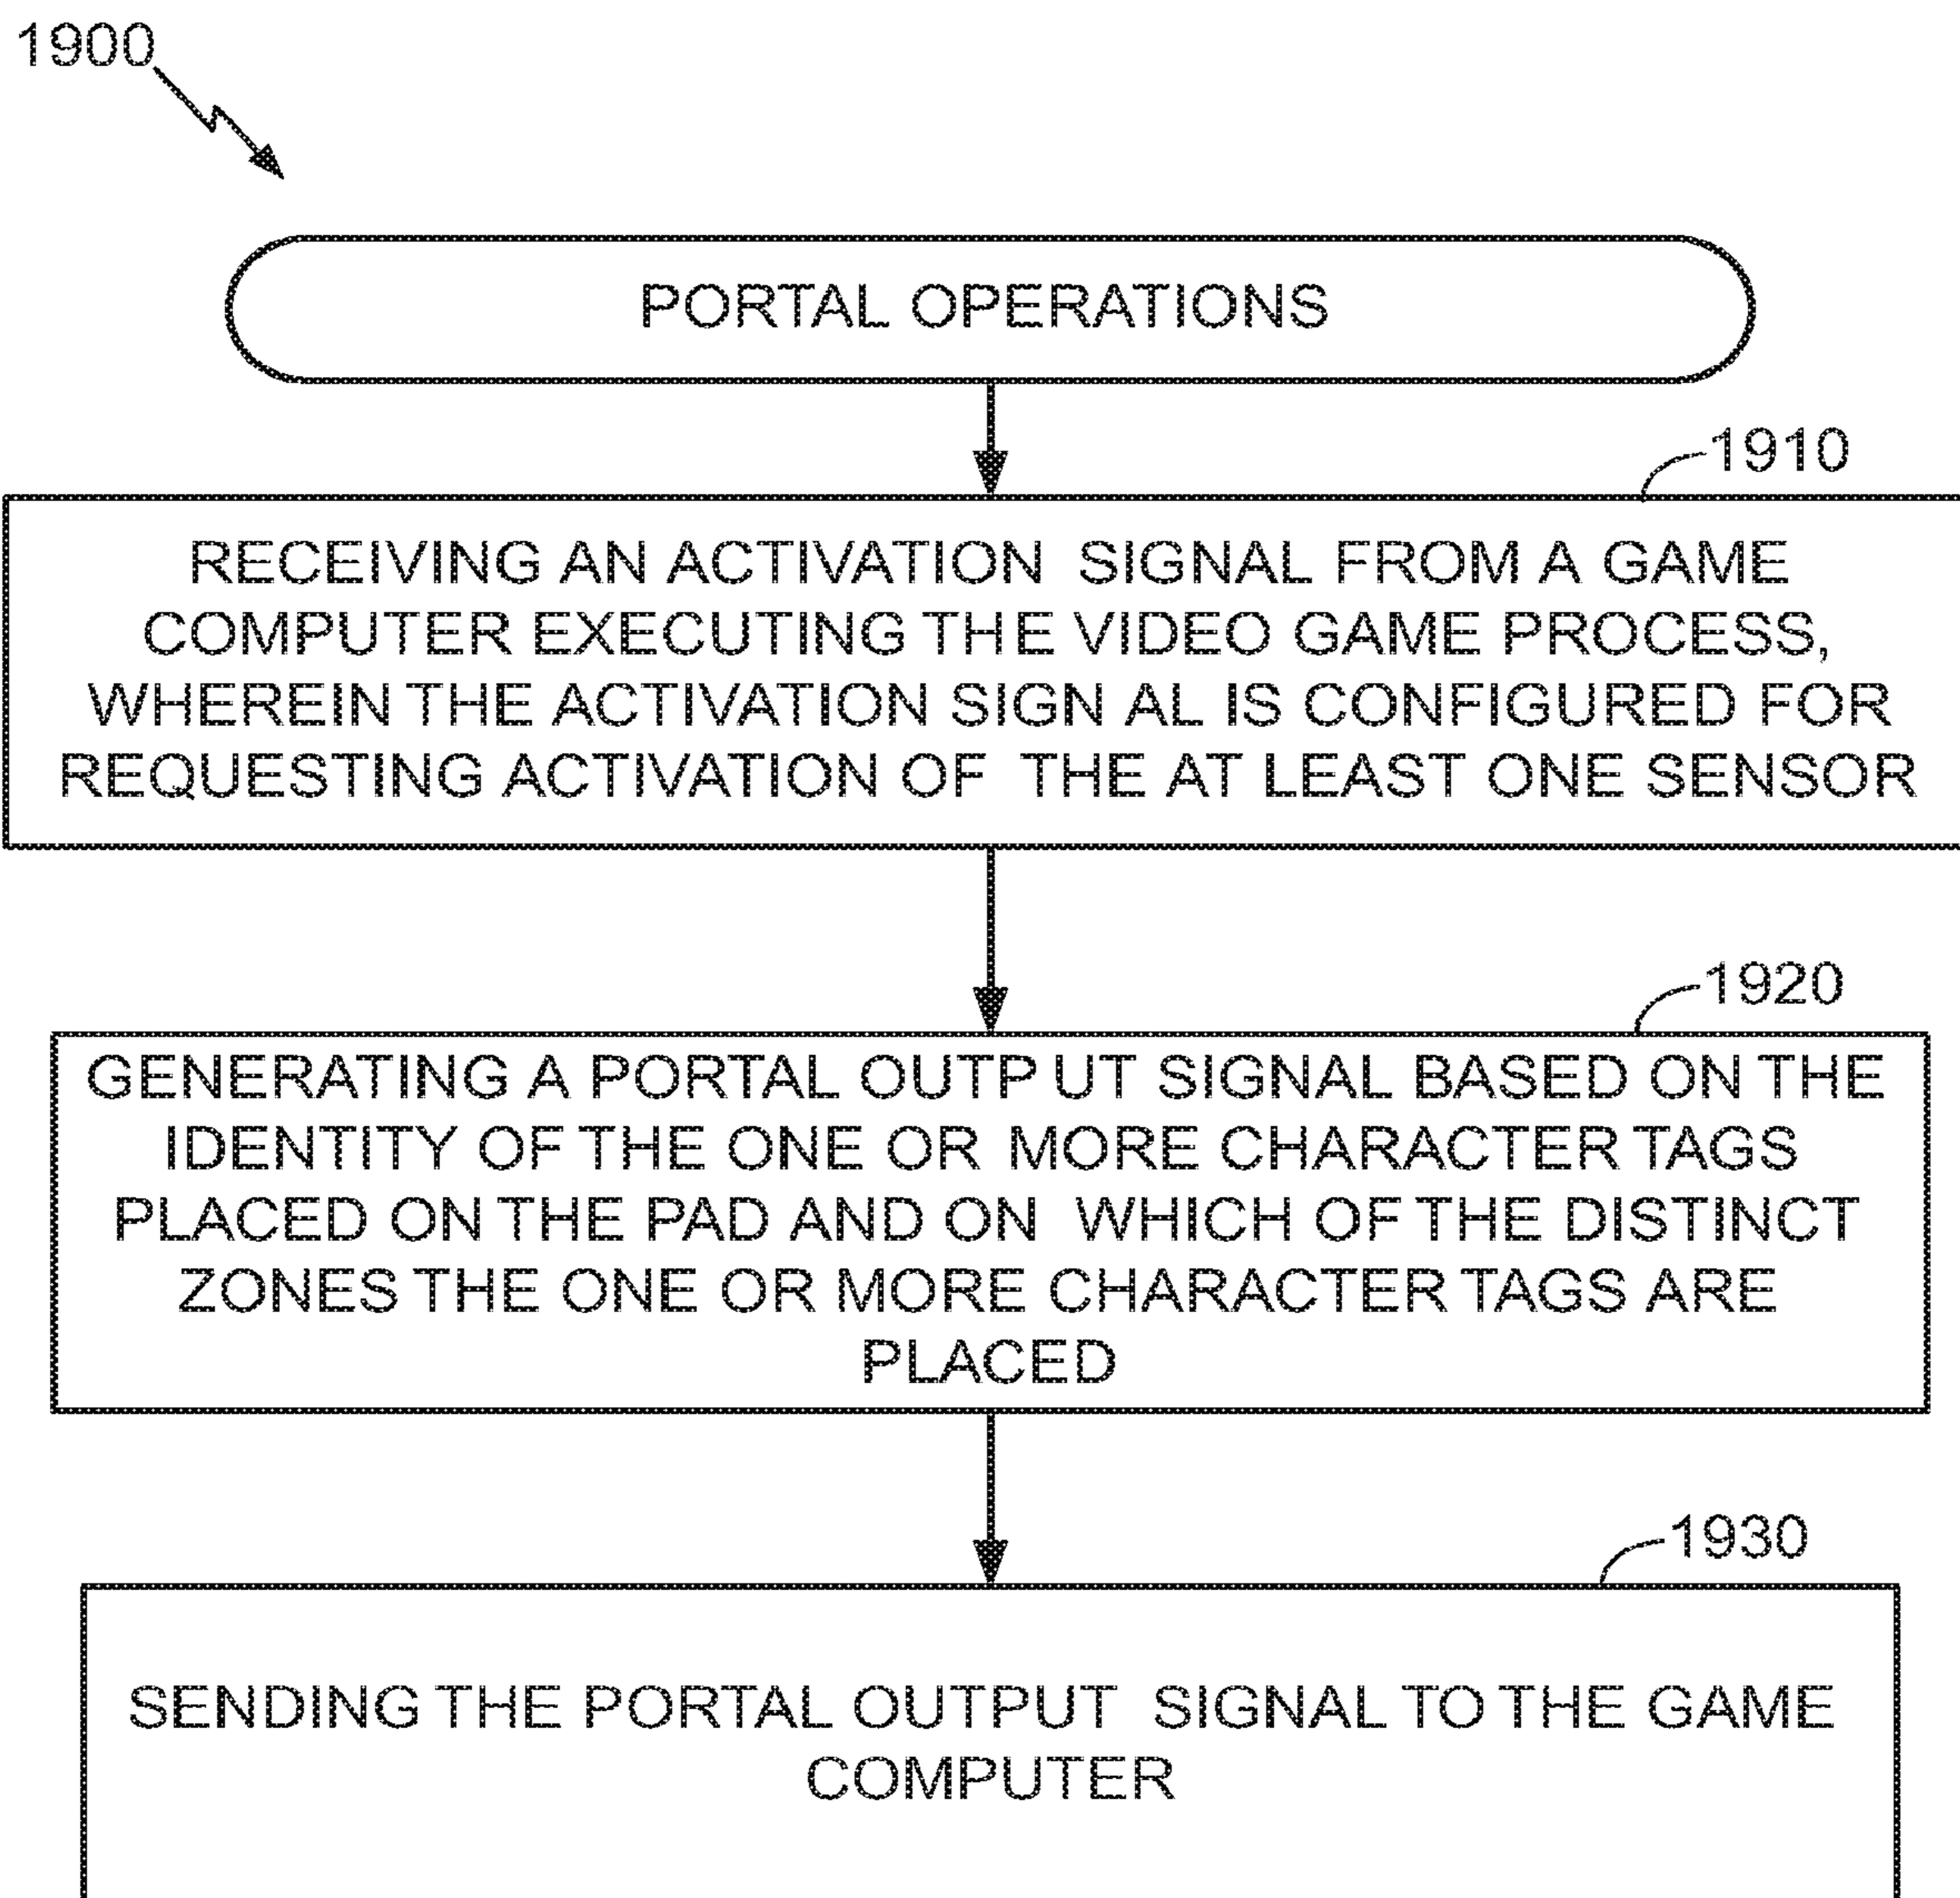 1900
PORTAL OPERATIONS
1910
RECEIVING AN ACTIVATION SIGNAL FROM A GAME
COMPUTER EXECUTING THE VIDEO GAME PROCESS,
WHEREIN THE ACTIVATION SIGN AL IS CONFIGURED FOR
REQUESTING ACTIVATION OF THE AT LEAST ONE SENSOR
1920
GENERATING A PORTAL OUTP UT SIGNAL BASED ON THE
IDENTITY OF THE ONE OR MORE CHARACTER TAGS
PLACED ON THE PAD AND ON WHICH OF THE DISTINCT
ZONES THE ONE OR MORE CHARACTER TAGS ARE
PLACED
1930
SENDING THE PORTAL OUTPUT SIGNAL TO THE GAME
COMPUTER